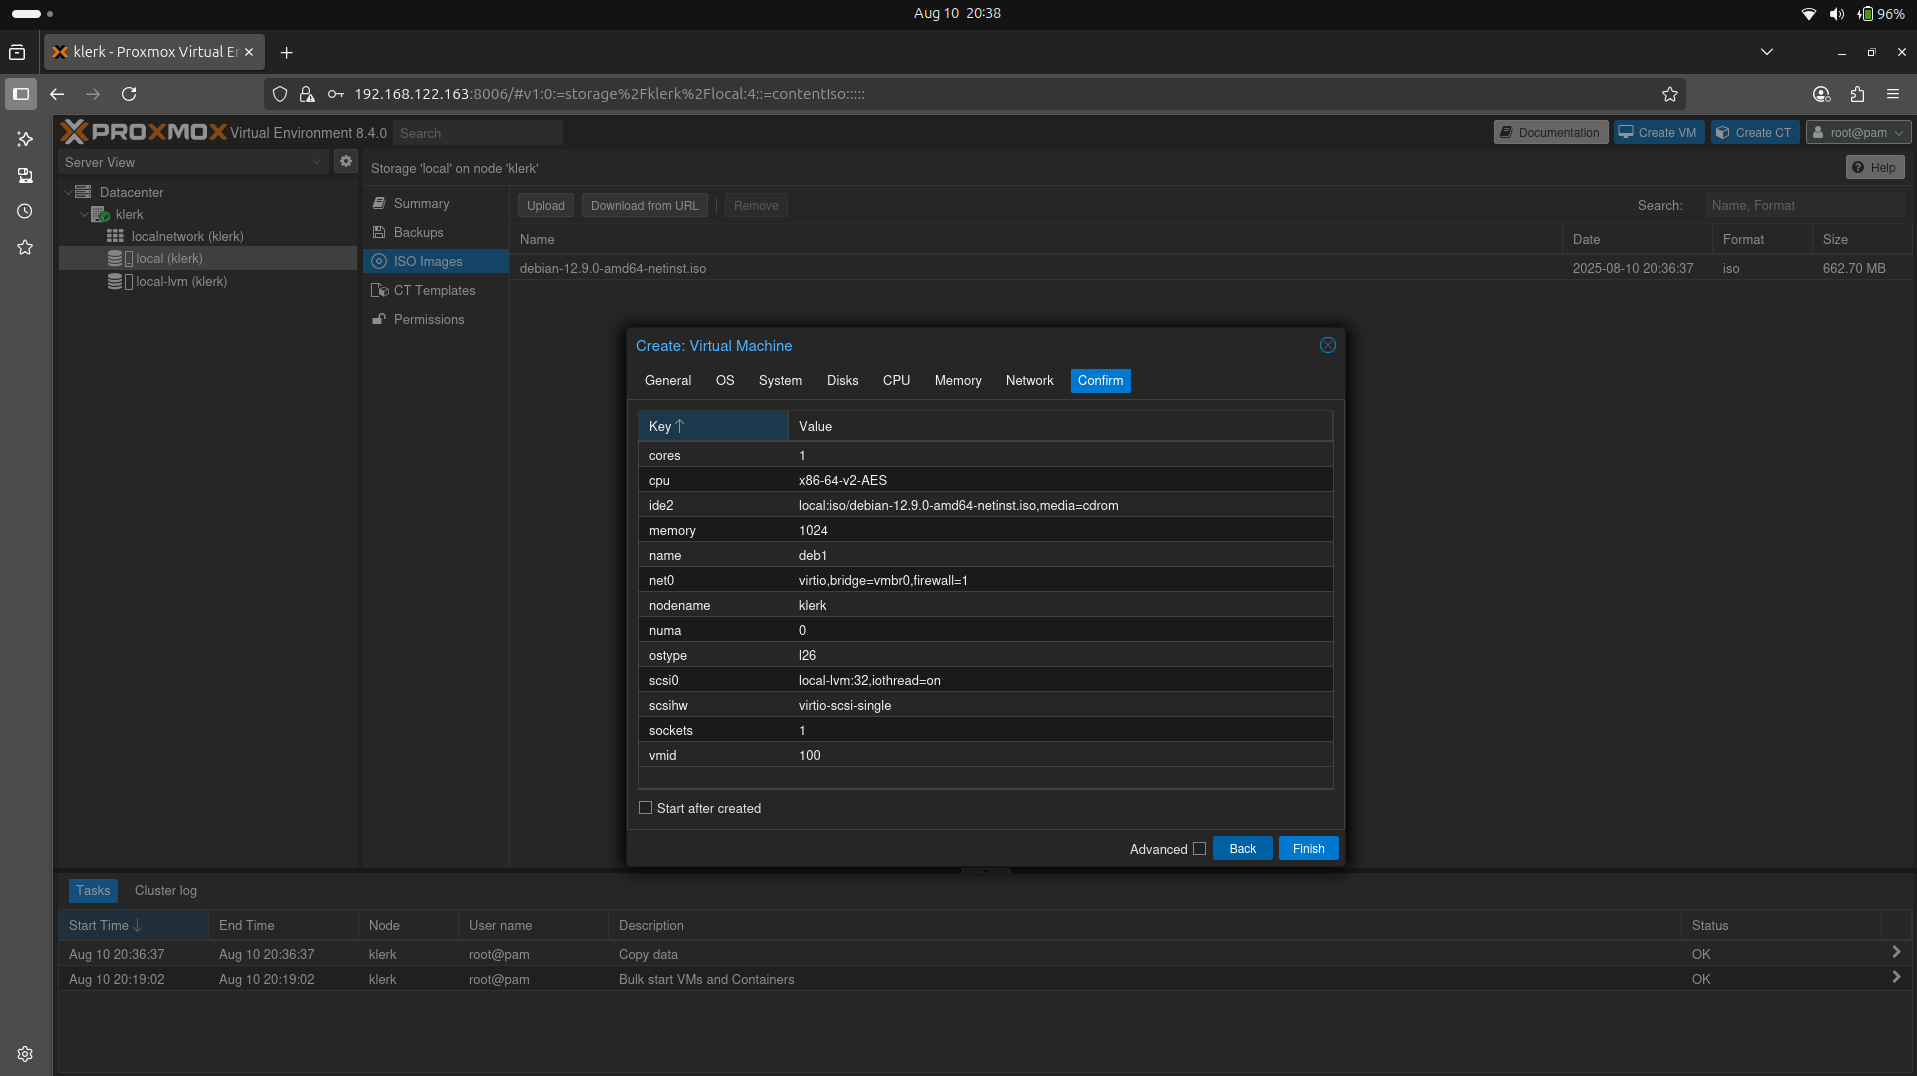 Aug 10 20:38
96%
klerk - Proxmox Virtual En
192.168.122.163:8006/#v1:0:=storage%2Fklerk%2Flocal:4::=contentIso:::::
PROXMOX Virtual Environment 8.4.0 Search
Documentation Create VM Create CT root@pam
Server View
Storage 'local' on node 'klerk'
Help
Datacenter
klerk
localnetwork (klerk)
local (klerk)
local-lvm (klerk)
Summary
Backups
ISO Images
CT Templates
Permissions
Upload Download from URL Remove Search: Name, Format
Name Date Format Size
debian-12.9.0-amd64-netinst.iso 2025-08-10 20:36:37 iso 662.70 MB
Create: Virtual Machine
General OS System Disks CPU Memory Network Confirm
Key Value
cores 1
cpu x86-64-v2-AES
ide2 local:iso/debian-12.9.0-amd64-netinst.iso,media=cdrom
memory 1024
name deb1
net0 virtio,bridge=vmbr0,firewall=1
nodename klerk
numa 0
ostype l26
scsi0 local-lvm:32,iothread=on
scsihw virtio-scsi-single
sockets 1
vmid 100
Start after created
Advanced Back Finish
Tasks Cluster log
Start Time End Time Node User name Description Status
Aug 10 20:36:37 Aug 10 20:36:37 klerk root@pam Copy data OK
Aug 10 20:19:02 Aug 10 20:19:02 klerk root@pam Bulk start VMs and Containers OK